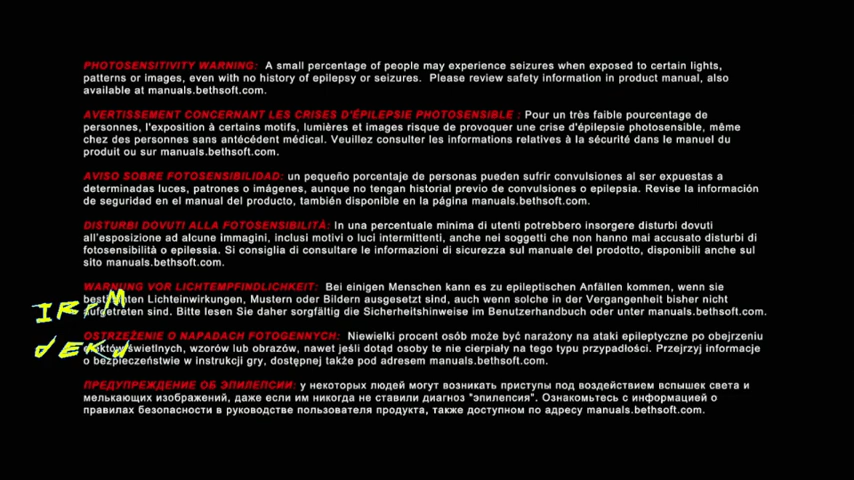 PHOTOSENSITIVITY WARNING: A small percentage of people may experience seizures when exposed to certain lights,
patterns or images, even with no history of epilepsy or seizures. Please review safety information in product manual, also
available at manuals.bethsoft.com.
AVERTISSEMENT CONCERNANT LES CRISES D'ÉPILEPSIE PHOTOSENSIBLE : Pour un très faible pourcentage de
personnes, l'exposition à certains motifs, lumières et images risque de provoquer une crise d'épilepsie photosensible, même
chez des personnes sans antécédent médical. Veuillez consulter les informations relatives à la sécurité dans le manuel du
produit ou sur manuals.bethsoft.com.
AVISO SOBRE FOTOSENSIBILIDAD: un pequeño porcentaje de personas pueden sufrir convulsiones al ser expuestas a
determinadas luces, patrones o imágenes, aunque no tengan historial previo de convulsiones o epilepsia. Revise la información
de seguridad en el manual del producto, también disponible en la página manuals.bethsoft.com.
DISTURBI DOVUTI ALLA FOTOSENSIBILITÀ: In una percentuale minima di utenti potrebbero insorgere disturbi dovuti
all'esposizione ad alcune immagini, inclusi motivi o luci intermittenti, anche nei soggetti che non hanno mai accusato disturbi di
fotosensibilità o epilessia. Si consiglia di consultare le informazioni di sicurezza sul manuale del prodotto, disponibili anche sul
sito manuals.bethsoft.com.
WARNUNG VOR LICHTEMPFINDLICHKEIT: Bei einigen Menschen kann es zu epileptischen Anfällen kommen, wenn sie
bestimmten Lichteinwirkungen, Mustern oder Bildern ausgesetzt sind, auch wenn solche in der Vergangenheit bisher nicht
aufgetreten sind. Bitte lesen Sie daher sorgfältig die Sicherheitshinweise im Benutzerhandbuch oder unter manuals.bethsoft.com.
OSTRZEŻENIE O NAPADACH FOTOGENNYCH: Niewielki procent osób może być narażony na ataki epileptyczne po obejrzeniu
efektów świetlnych, wzorów lub obrazów, nawet jeśli dotąd osoby te nie cierpiały na tego typu przypadłości. Przejrzyj informacje
o bezpieczeństwie w instrukcji gry, dostępnej także pod adresem manuals.bethsoft.com.
ПРЕДУПРЕЖДЕНИЕ ОБ ЭПИЛЕПСИИ: у некоторых людей могут возникать приступы под воздействием вспышек света и
мелькающих изображений, даже если им никогда не ставили диагноз "эпилепсия". Ознакомьтесь с информацией о
правилах безопасности в руководстве пользователя продукта, также доступном по адресу manuals.bethsoft.com.